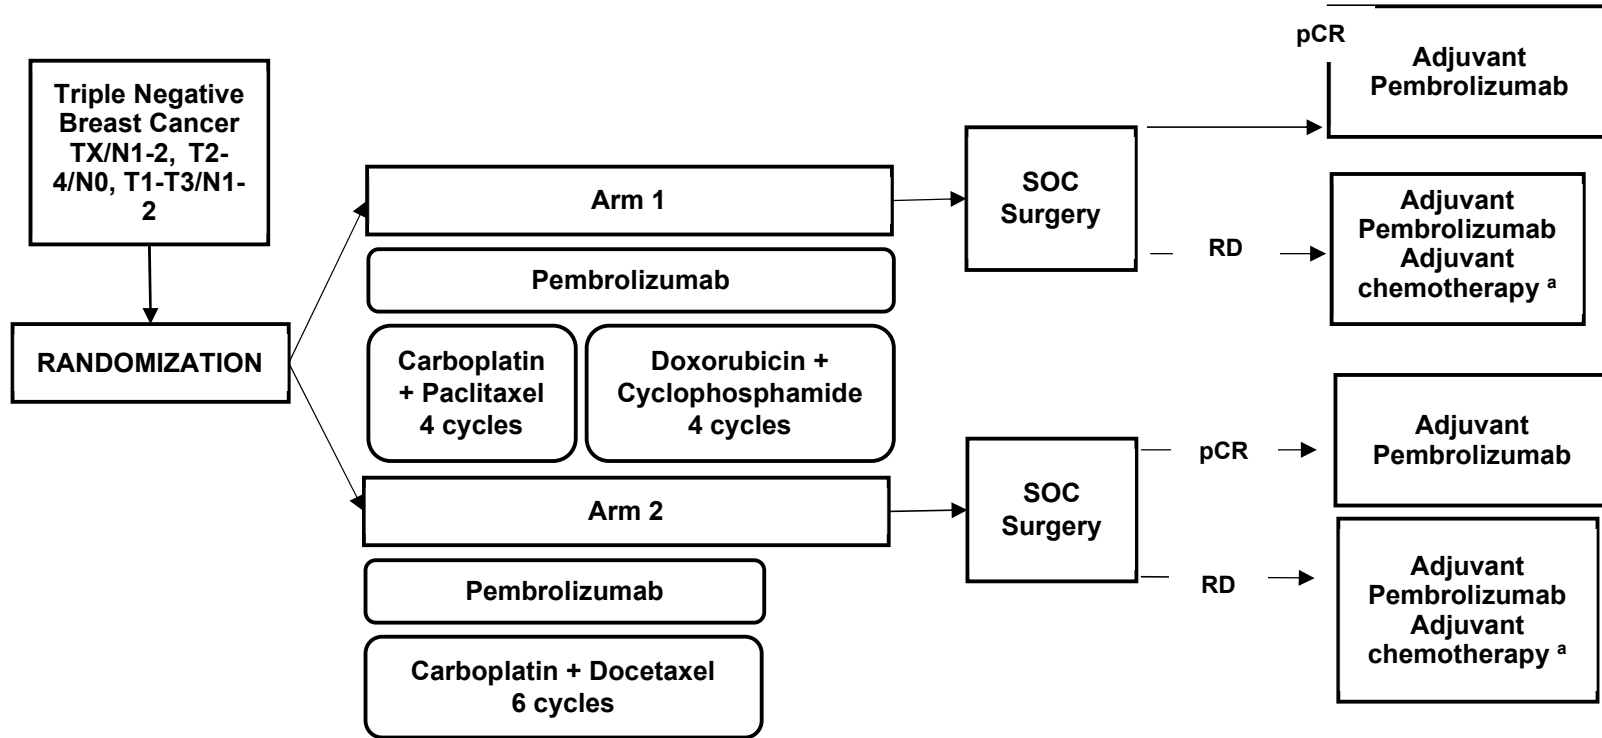 Triple Negative
Breast Cancer
TX/N1-2, T2-
4/N0, T1-T3/N1-
2
RANDOMIZATION
Arm 1
Pembrolizumab
Carboplatin
+ Paclitaxel
4 cycles
Doxorubicin +
Cyclophosphamide
4 cycles
SOC
Surgery
pCR
Adjuvant
Pembrolizumab
RD
Adjuvant
Pembrolizumab
Adjuvant
chemotherapy a
Arm 2
Pembrolizumab
Carboplatin + Docetaxel
6 cycles
SOC
Surgery
pCR
Adjuvant
Pembrolizumab
RD
Adjuvant
Pembrolizumab
Adjuvant
chemotherapy a